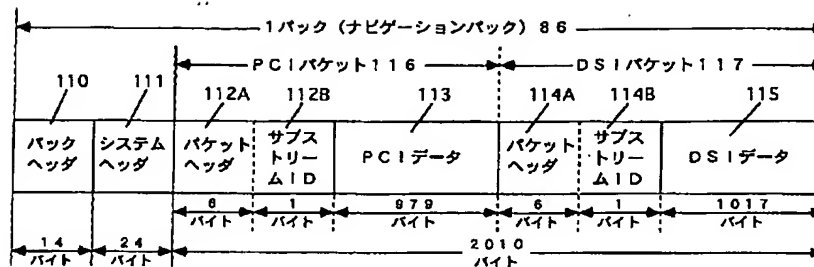 1パック（ナビゲーションパック）86
PCIパケット116
DSIパケット117
110
111
112A
112B
113
114A
114B
115
パック
ヘッダ
システム
ヘッダ
パケット
ヘッダ
サブス
トリー
ムID
PCIデータ
パケット
ヘッダ
サブス
トリー
ムID
DSIデータ
6
バイト
1
バイト
979
バイト
6
バイト
1
バイト
1017
バイト
14
バイト
24
バイト
2010
バイト